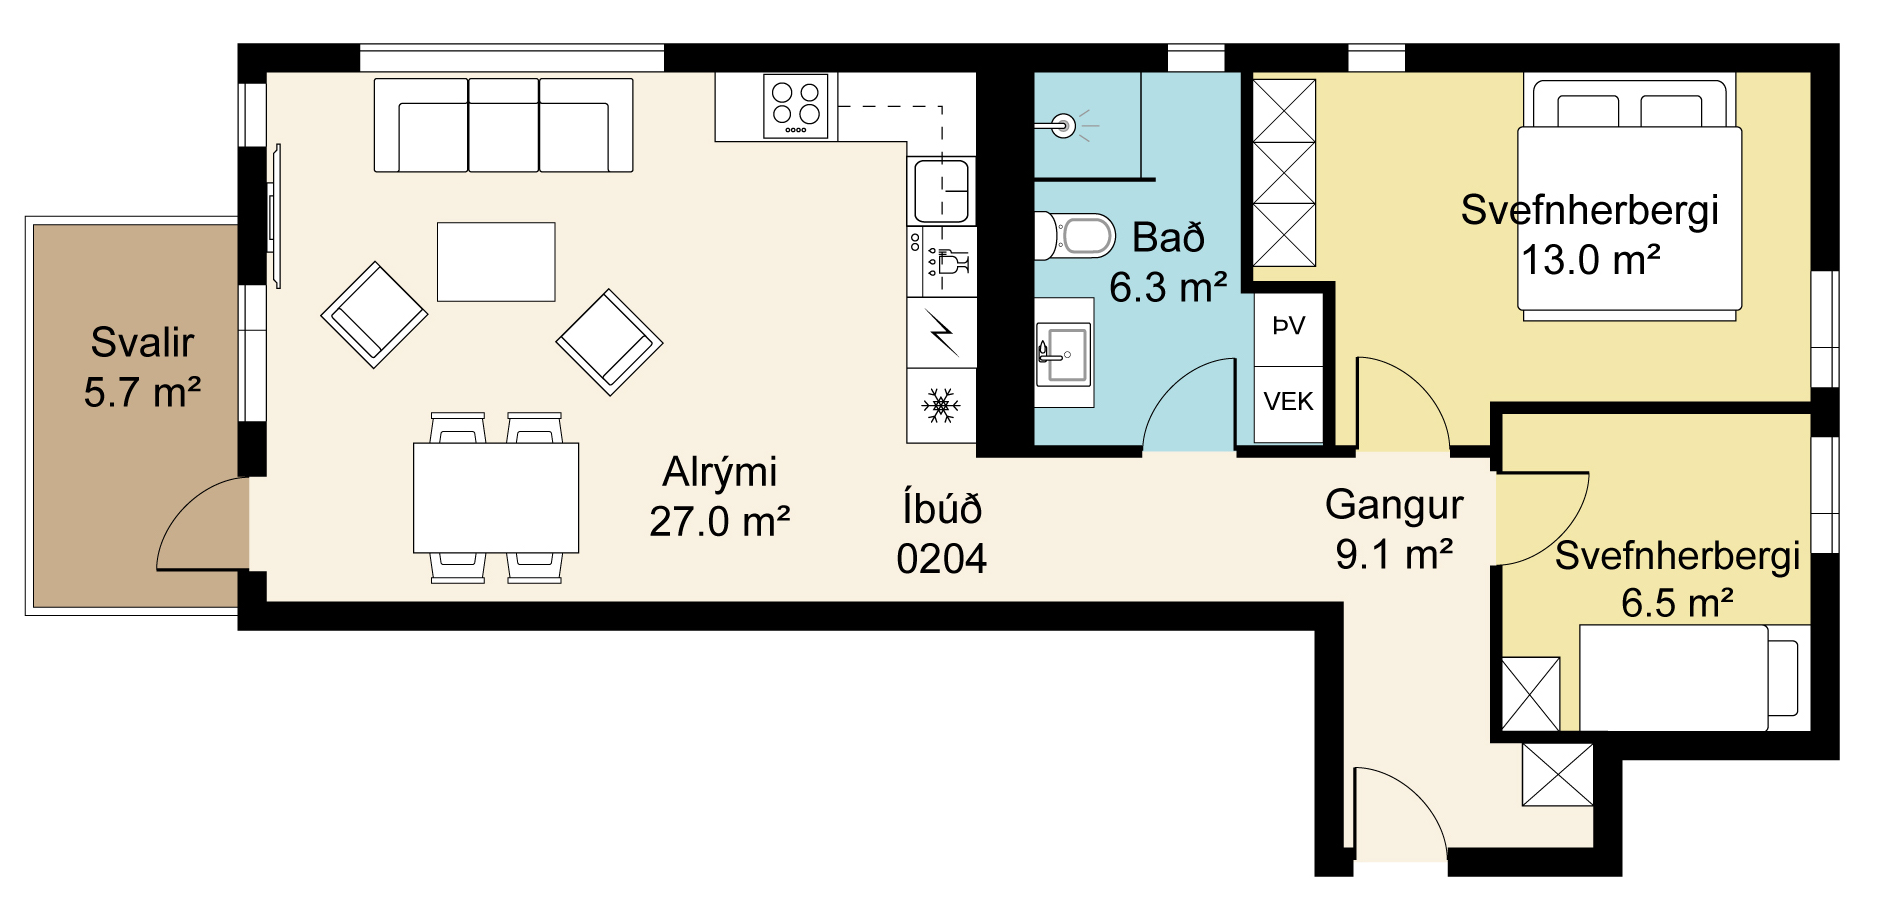 Svefnherbergi
13.0 m²
Bað
6.3 m²
ÞV
VEK
Svalir
5.7 m²
Alrými
27.0 m²
Íbúð
0204
Gangur
9.1 m²
Svefnherbergi
6.5 m²